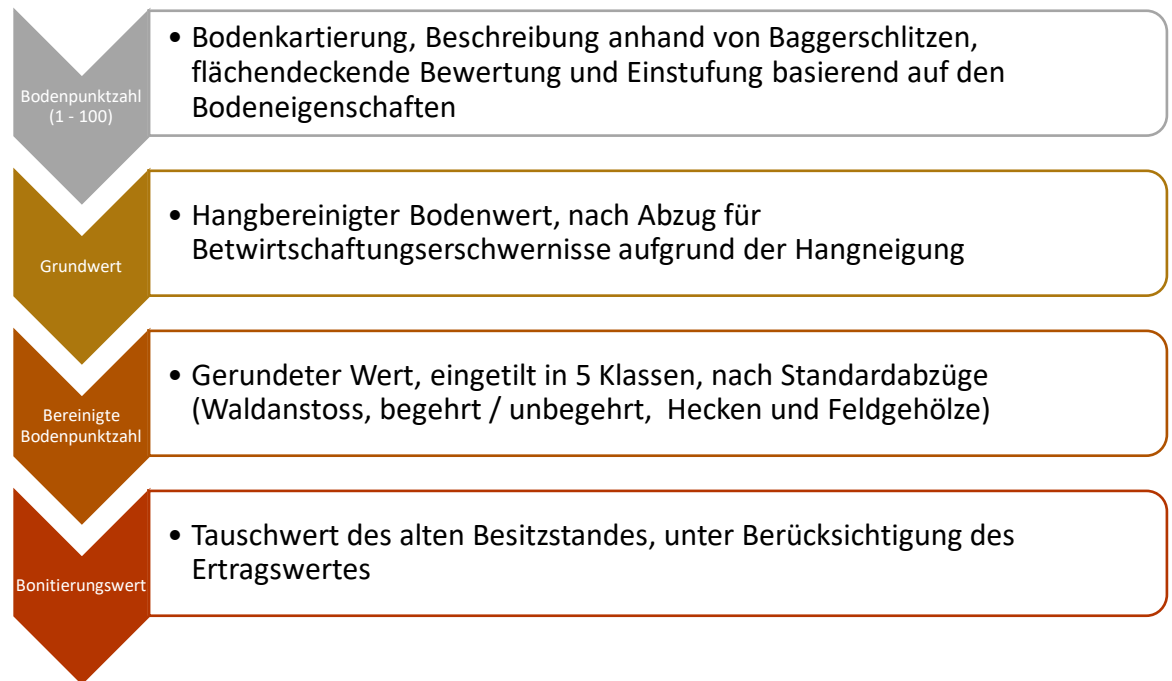 Bodenpunktzahl
(1 - 100)
• Bodenkartierung, Beschreibung anhand von Baggerschlitzen,
flächendeckende Bewertung und Einstufung basierend auf den
Bodeneigenschaften
Grundwert
• Hangbereinigter Bodenwert, nach Abzug für
Betwirtschaftungserschwernisse aufgrund der Hangneigung
Bereinigte
Bodenpunktzahl
• Gerundeter Wert, eingetilt in 5 Klassen, nach Standardabzüge
(Waldanstoss, begehrt / unbegehrt, Hecken und Feldgehölze)
Bonitierungswert
• Tauschwert des alten Besitzstandes, unter Berücksichtigung des
Ertragswertes